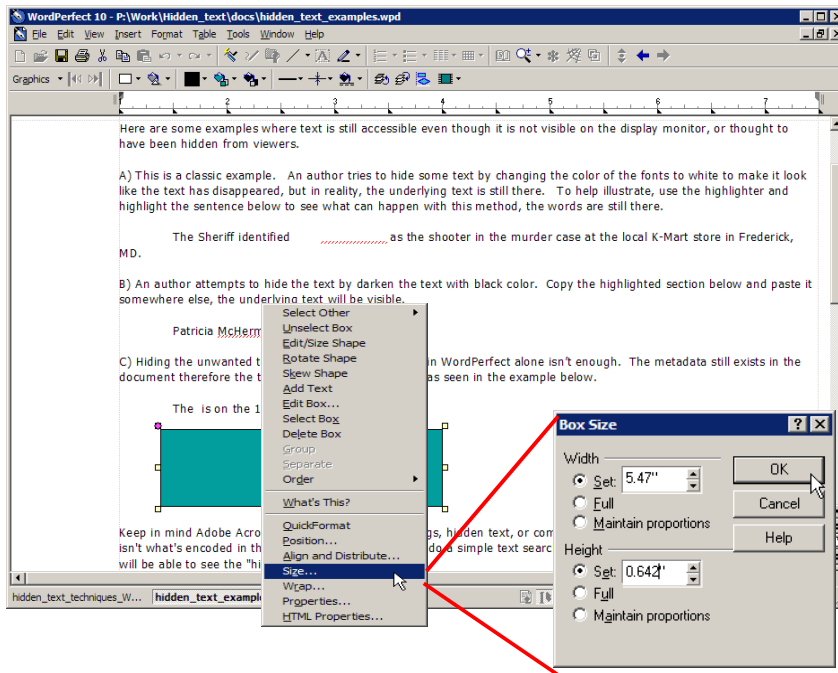 WordPerfect 10 - P:\Work\Hidden_text\docs\hidden_text_examples.wpd
File Edit View Insert Format Table Tools Window Help
Graphics
2 3 4 5 6 7
Here are some examples where text is still accessible even though it is not visible on the display monitor, or thought to
have been hidden from viewers.
A) This is a classic example. An author tries to hide some text by changing the color of the fonts to white to make it look
like the text has disappeared, but in reality, the underlying text is still there. To help illustrate, use the highlighter and
highlight the sentence below to see what can happen with this method, the words are still there.
The Sheriff identified as the shooter in the murder case at the local K-Mart store in Frederick,
MD.
B) An author attempts to hide the text by darken the text with black color. Copy the highlighted section below and paste it
somewhere else, the underlying text will be visible.
Patricia McHerm
C) Hiding the unwanted t in WordPerfect alone isn't enough. The metadata still exists in the
document therefore the t as seen in the example below.
The is on the 1
Keep in mind Adobe Acro gs, hidden text, or com
isn't what's encoded in th do a simple text searc
will be able to see the "hi
hidden_text_techniques_W... hidden_text_exampl
Select Other
Unselect Box
Edit/Size Shape
Rotate Shape
Skew Shape
Add Text
Edit Box...
Select Box
Delete Box
Group
Separate
Order
What's This?
QuickFormat
Position...
Align and Distribute...
Size...
Wrap...
Properties...
HTML Properties...
Box Size
Width
Set: 5.47"
Full
Maintain proportions
Height
Set: 0.642"
Full
Maintain proportions
OK
Cancel
Help